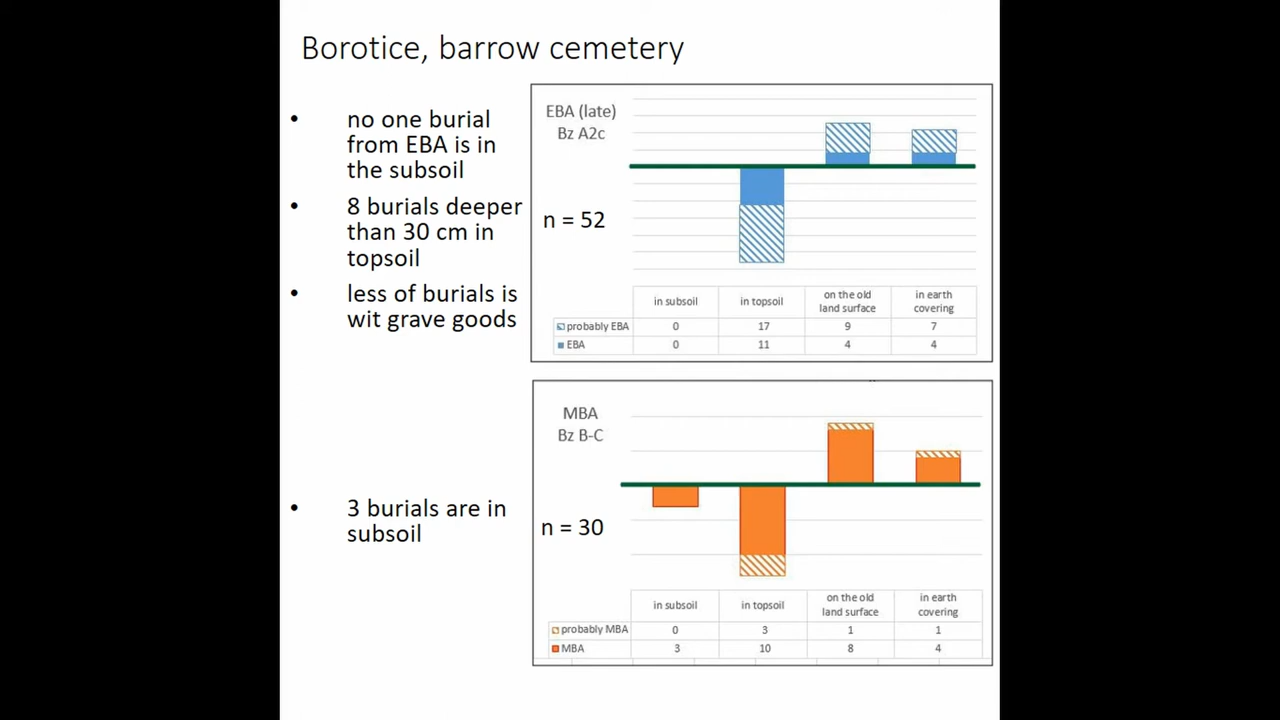 Borotice, barrow cemetery
• no one burial
from EBA is in
the subsoil
• 8 burials deeper
than 30 cm in
topsoil
• less of burials is
wit grave goods
• 3 burials are in
subsoil
EBA (late)
Bz A2c
n = 52
in subsoil in topsoil on the old land surface in earth covering
probably EBA 0 17 9 7
EBA 0 11 4 4
MBA
Bz B-C
n = 30
in subsoil in topsoil on the old land surface in earth covering
probably MBA 0 3 1 1
MBA 3 10 8 4